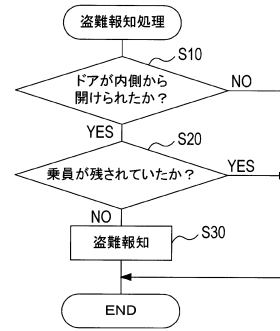 盗難報知処理
S10
ドアが内側から
開けられたか？
NO
YES
S20
乗員が残されていたか？
YES
NO
S30
盗難報知
END